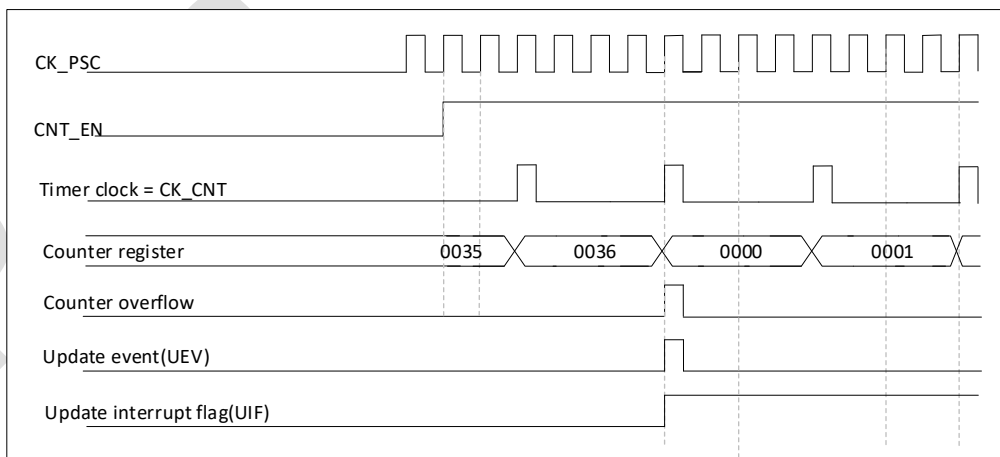 CK_PSC
CNT_EN
Timer clock = CK_CNT
Counter register 0035 0036 0000 0001
Counter overflow
Update event(UEV)
Update interrupt flag(UIF)